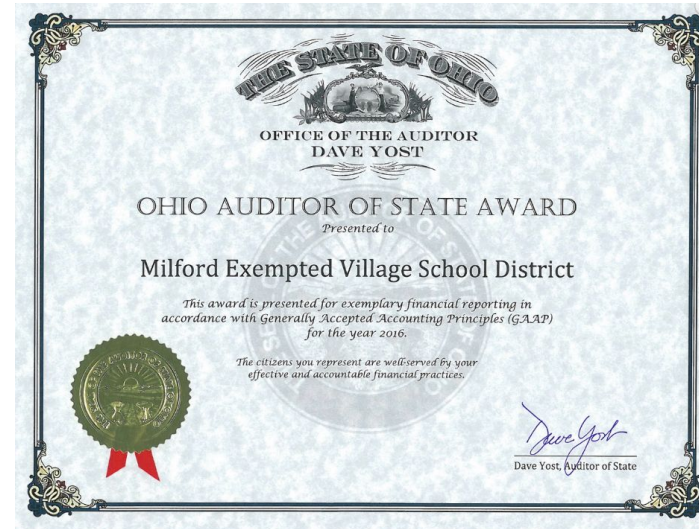 THE STATE OF OHIO
OFFICE OF THE AUDITOR
DAVE YOST
OHIO AUDITOR OF STATE AWARD
Presented to
Milford Exempted Village School District
This award is presented for exemplary financial reporting in
accordance with Generally Accepted Accounting Principles (GAAP)
for the year 2016.
The citizens you represent are well-served by your
effective and accountable financial practices.
Dave Yost
Dave Yost, Auditor of State